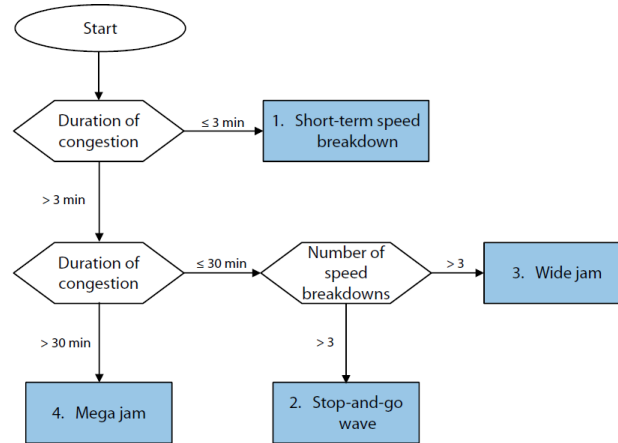 Start
Duration of
congestion
≤ 3 min
1. Short-term speed
breakdown
> 3 min
Duration of
congestion
≤ 30 min
Number of
speed
breakdowns
> 3
3. Wide jam
> 30 min
> 3
4. Mega jam
2. Stop-and-go
wave